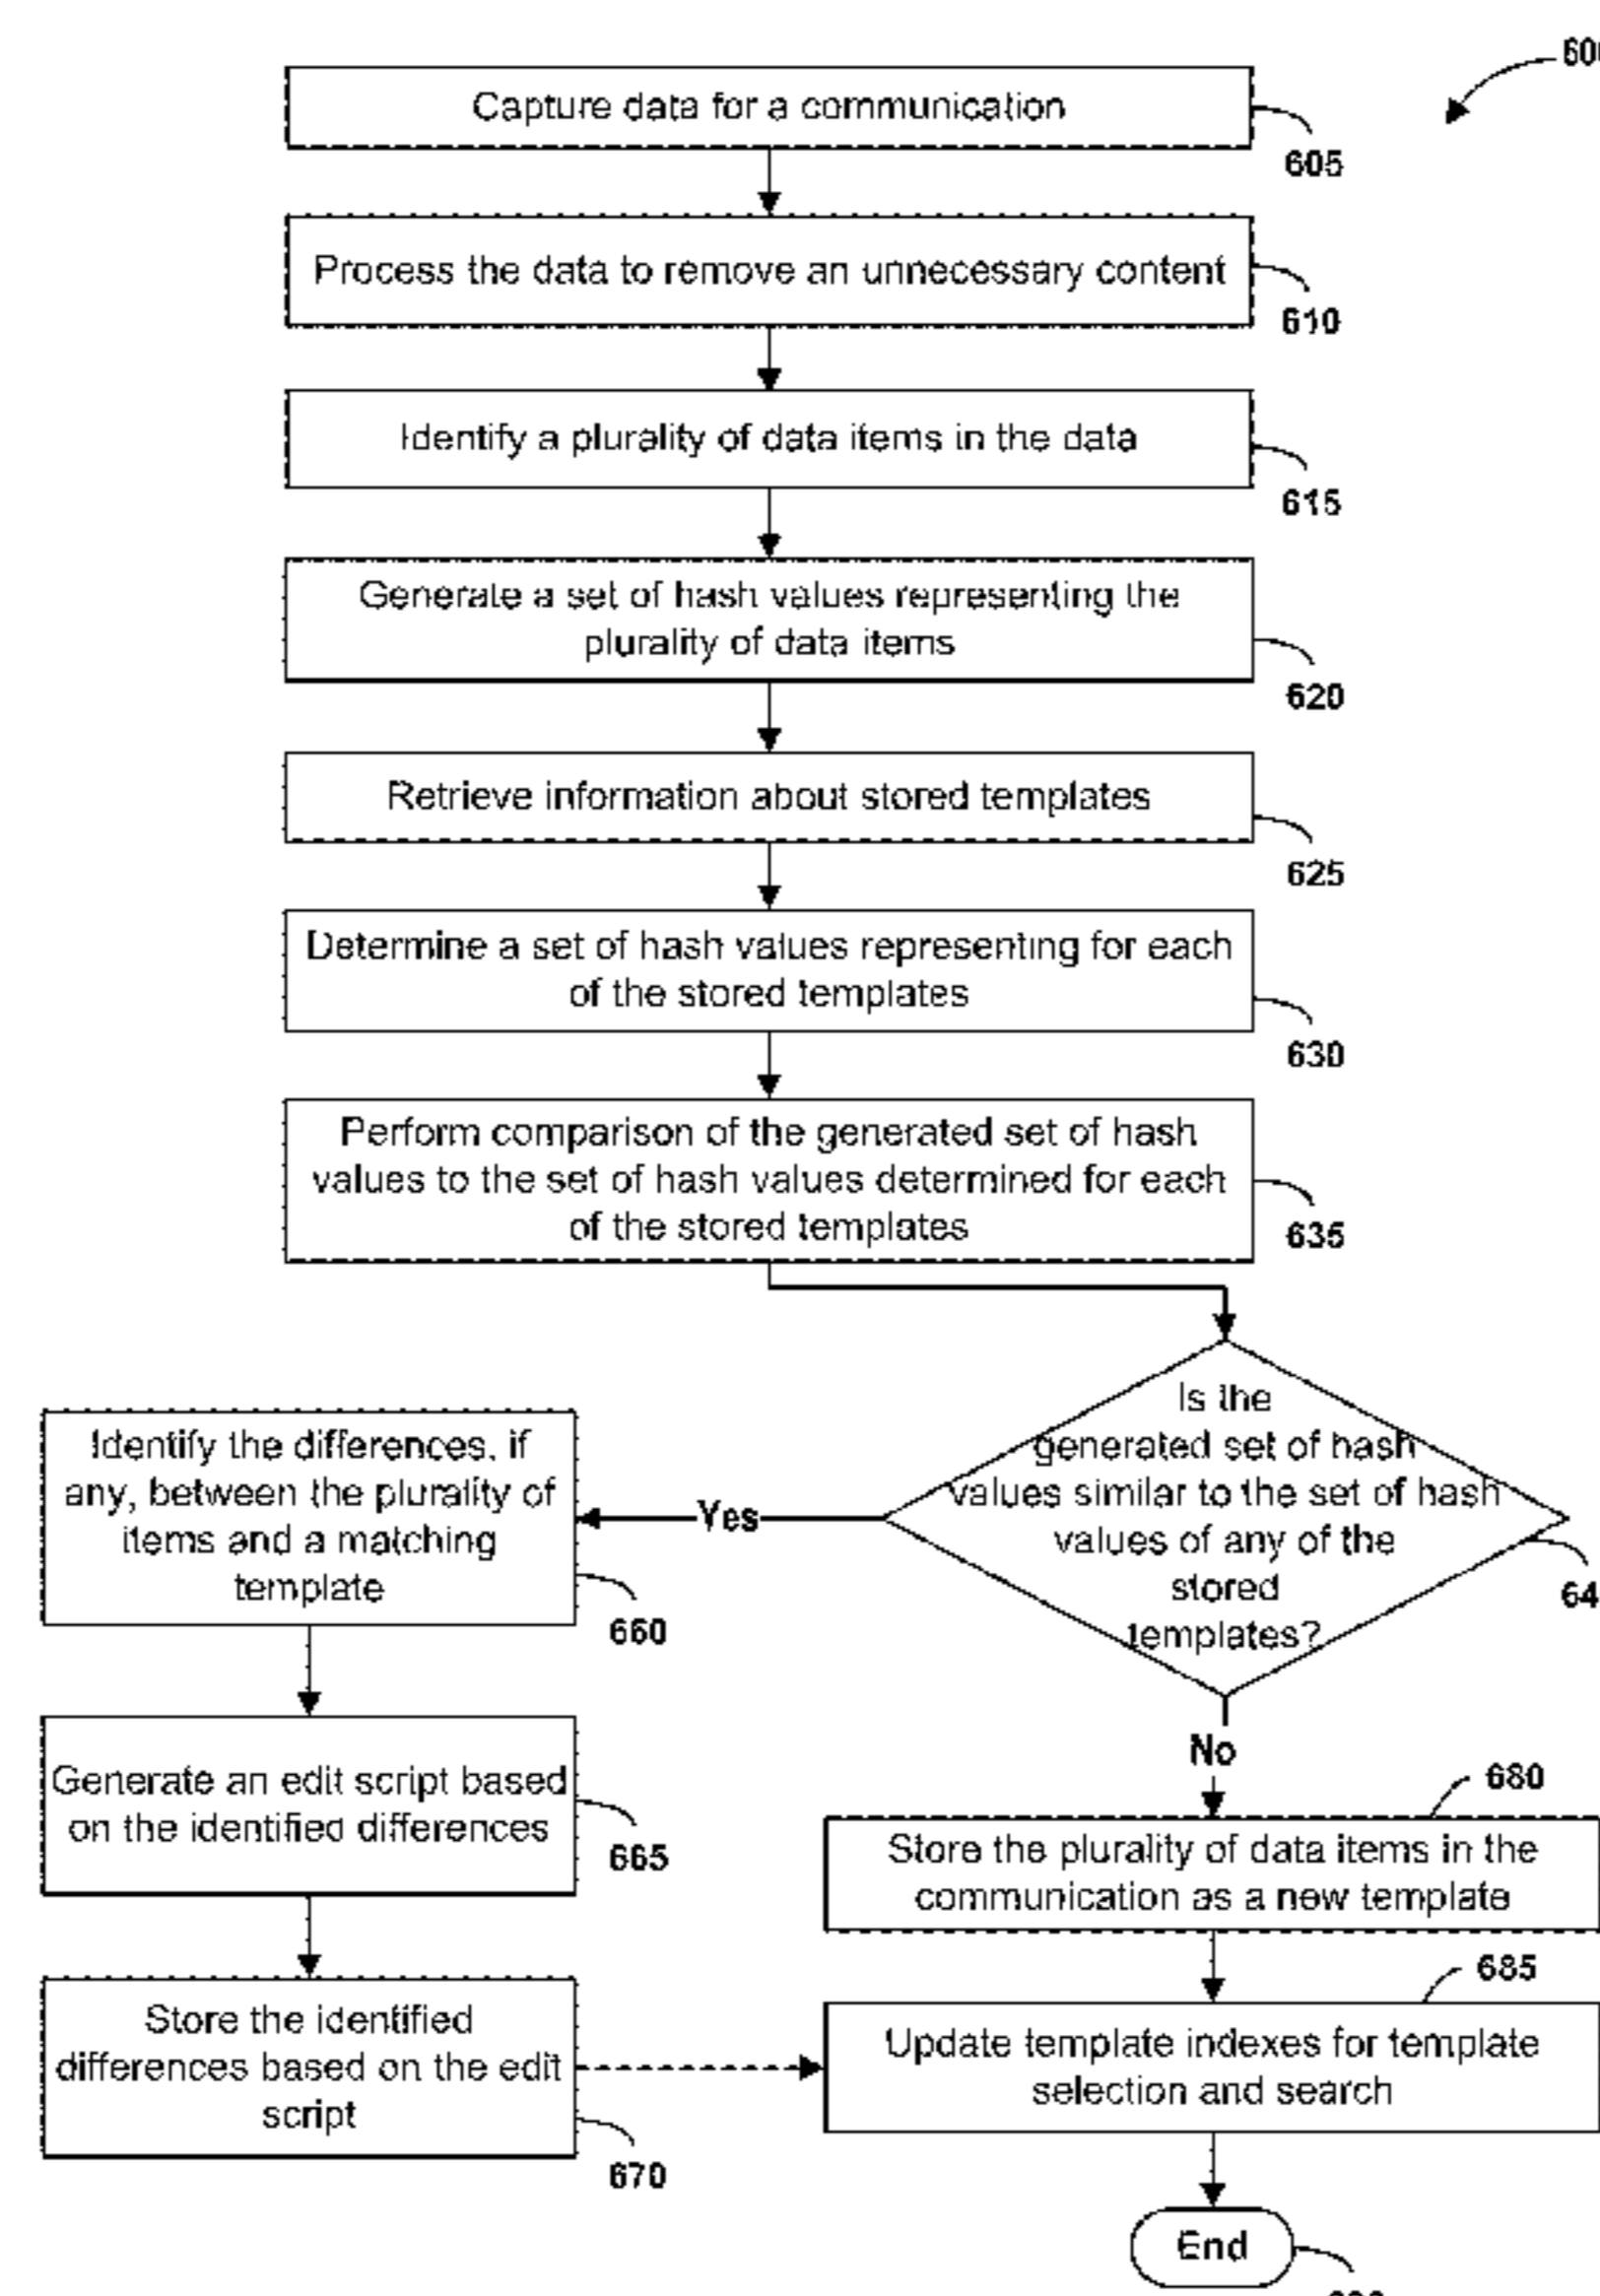 600
Capture data for a communication
605
Process the data to remove an unnecessary content
610
Identify a plurality of data items in the data
615
Generate a set of hash values representing the
plurality of data items
620
Retrieve information about stored templates
625
Determine a set of hash values representing for each
of the stored templates
630
Perform comparison of the generated set of hash
values to the set of hash values determined for each
of the stored templates
635
Is the
generated set of hash
values similar to the set of hash
values of any of the
stored
templates?
64
Yes
Identify the differences, if
any, between the plurality of
items and a matching
template
660
No
Generate an edit script based
on the identified differences
665
680
Store the plurality of data items in the
communication as a new template
685
Store the identified
differences based on the edit
script
670
Update template indexes for template
selection and search
End